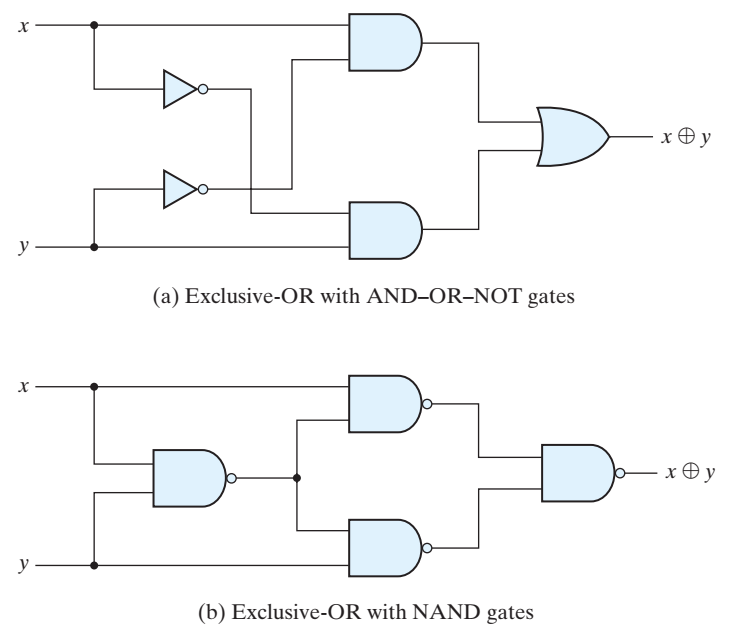 x
x ⊕ y
y
(a) Exclusive-OR with AND–OR–NOT gates
x
x ⊕ y
y
(b) Exclusive-OR with NAND gates